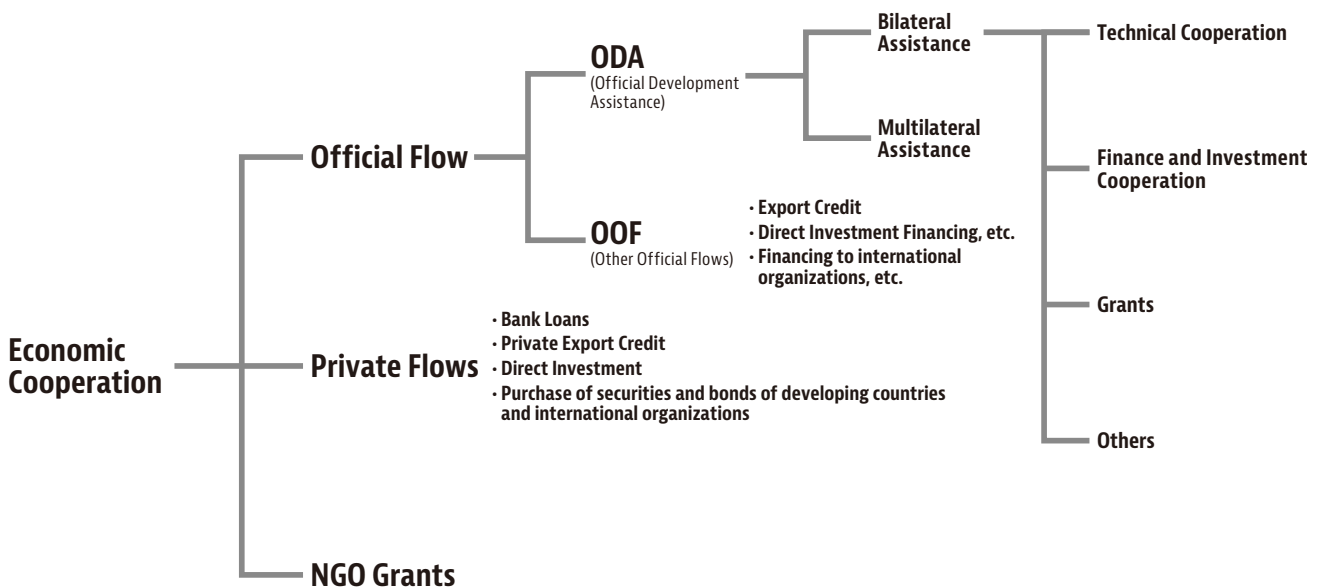 Economic
Cooperation
Official Flow
ODA
(Official Development
Assistance)
Bilateral
Assistance
Technical Cooperation
Finance and Investment
Cooperation
Grants
Others
Multilateral
Assistance
OOF
(Other Official Flows)
· Export Credit
· Direct Investment Financing, etc.
· Financing to international
organizations, etc.
Private Flows
· Bank Loans
· Private Export Credit
· Direct Investment
· Purchase of securities and bonds of developing countries
and international organizations
NGO Grants